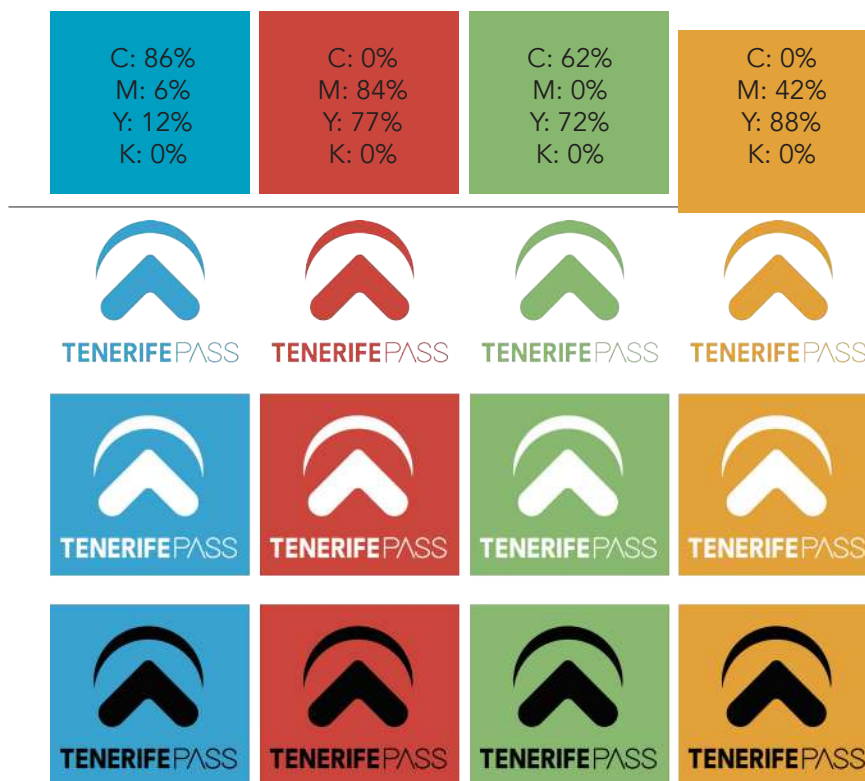 C: 86%
M: 6%
Y: 12%
K: 0%
C: 0%
M: 84%
Y: 77%
K: 0%
C: 62%
M: 0%
Y: 72%
K: 0%
C: 0%
M: 42%
Y: 88%
K: 0%
TENERIFEPASS
TENERIFEPASS
TENERIFEPASS
TENERIFEPASS
TENERIFEPASS
TENERIFEPASS
TENERIFEPASS
TENERIFEPASS
TENERIFEPASS
TENERIFEPASS
TENERIFEPASS
TENERIFEPASS